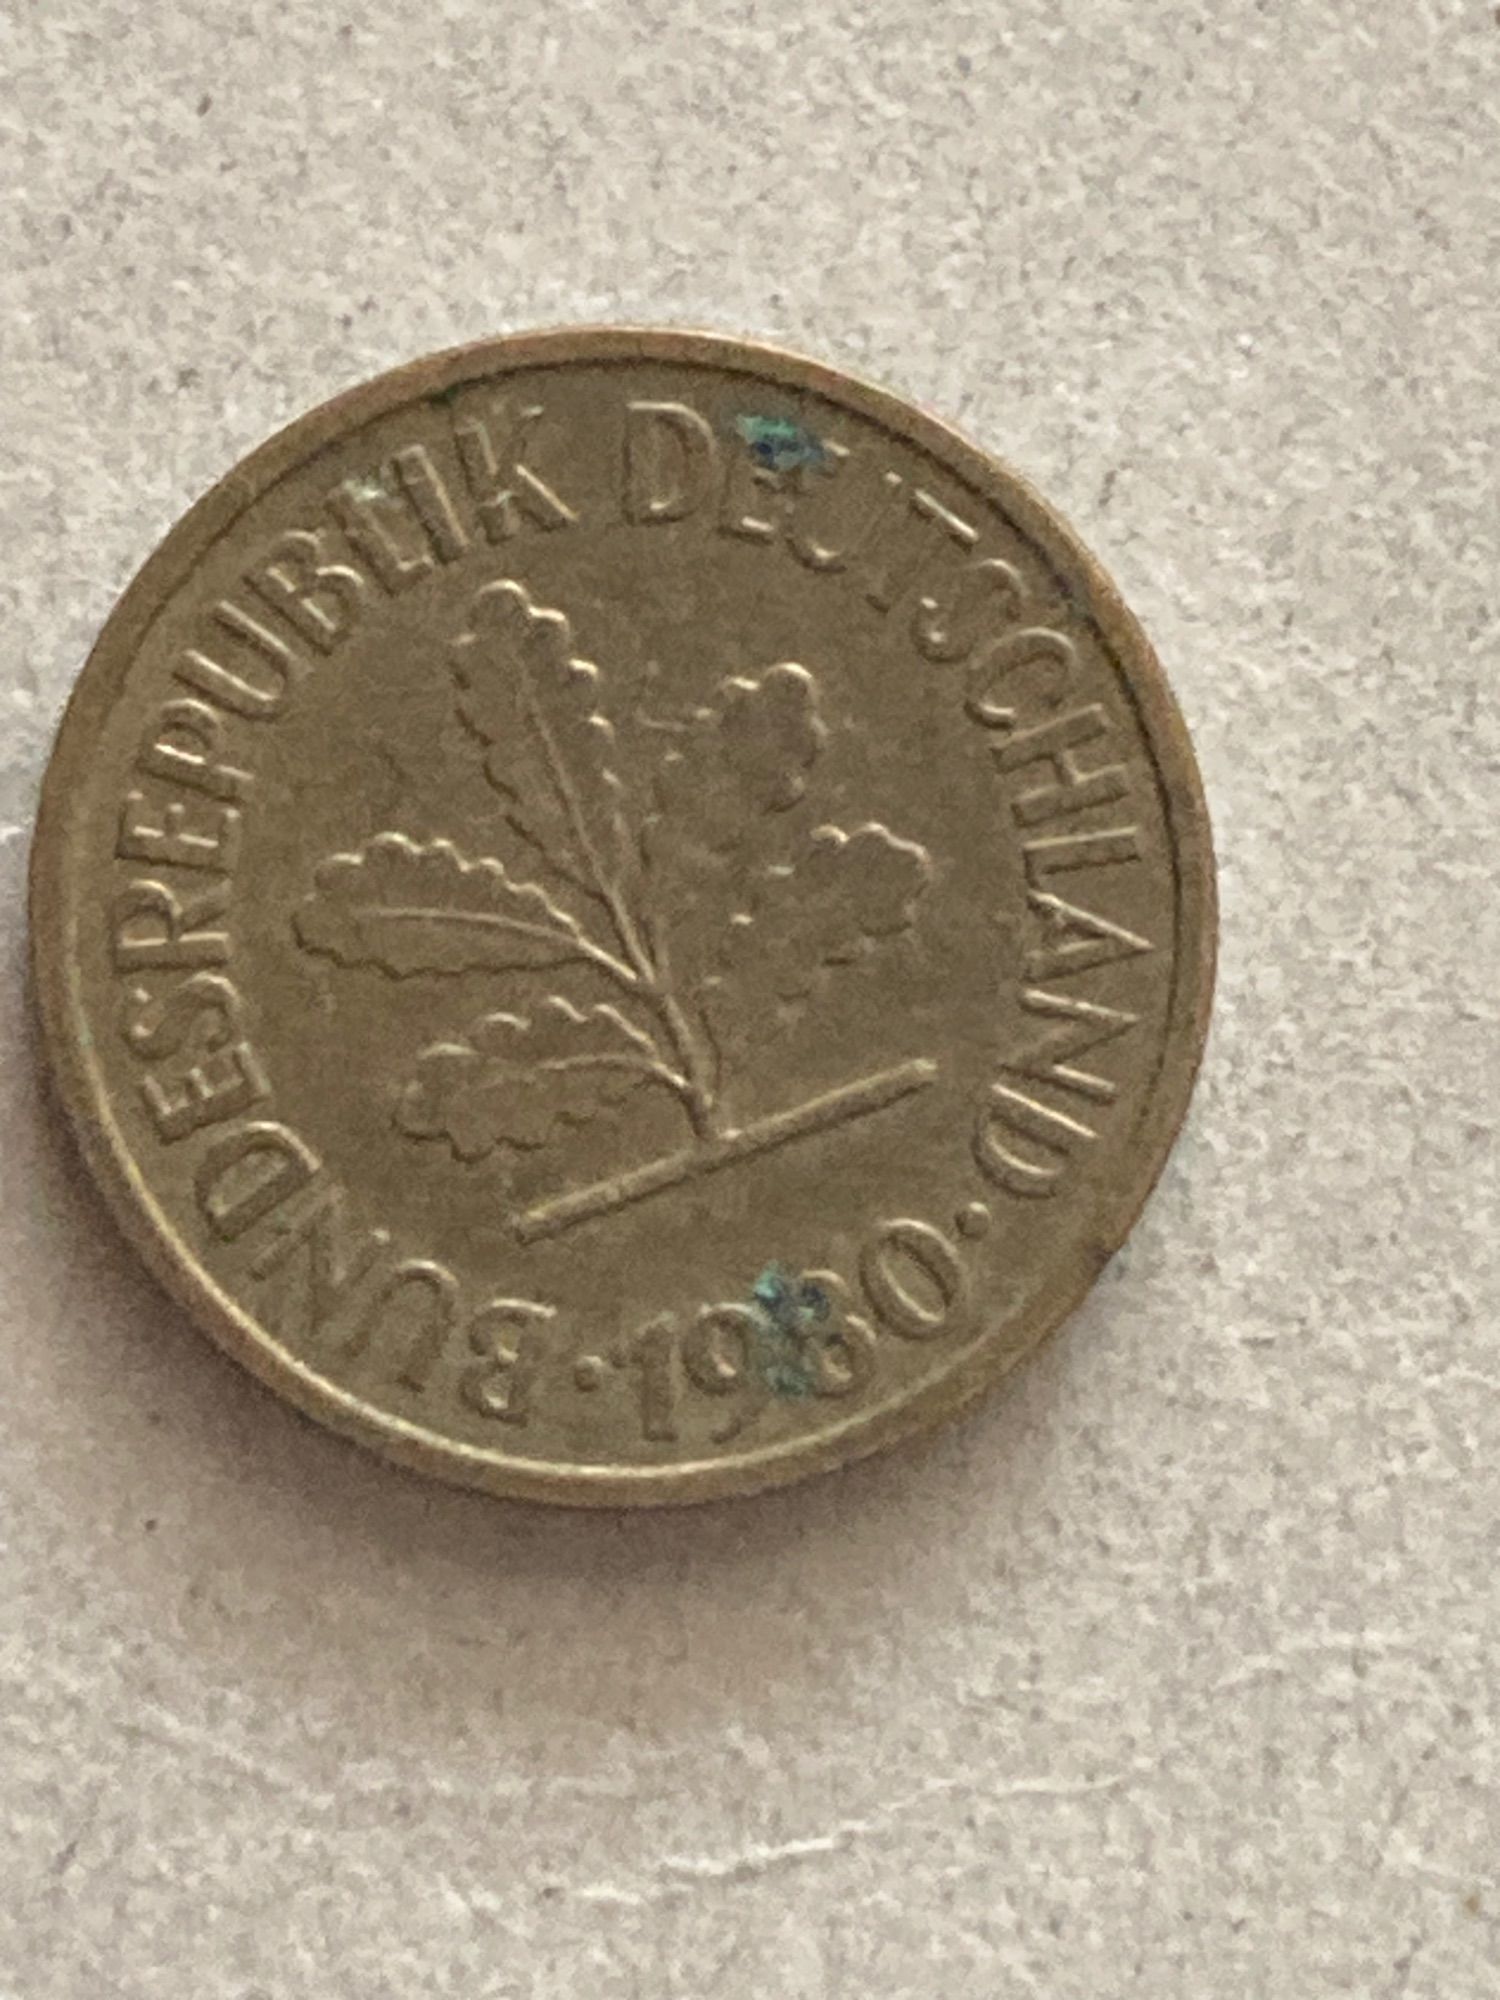 BUNDESREPUBLIK DEUTSCHLAND
· 1980 ·